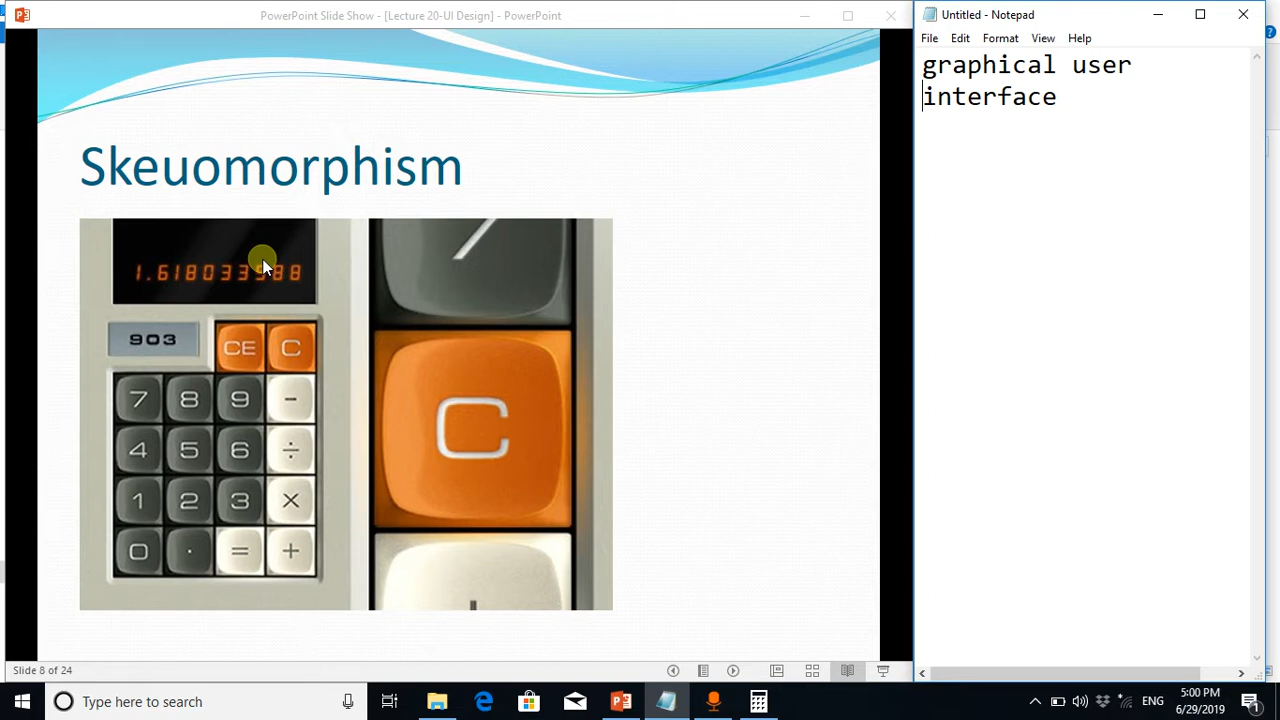 PowerPoint Slide Show - [Lecture 20-UI Design] - PowerPoint
Skeuomorphism
1.618033988
903
CE C
7 8 9 -
4 5 6 ÷
1 2 3 ×
0 . = +
C
Slide 8 of 24
Untitled - Notepad
File Edit Format View Help
graphical user
interface
Type here to search
ENG
5:00 PM
6/29/2019
1